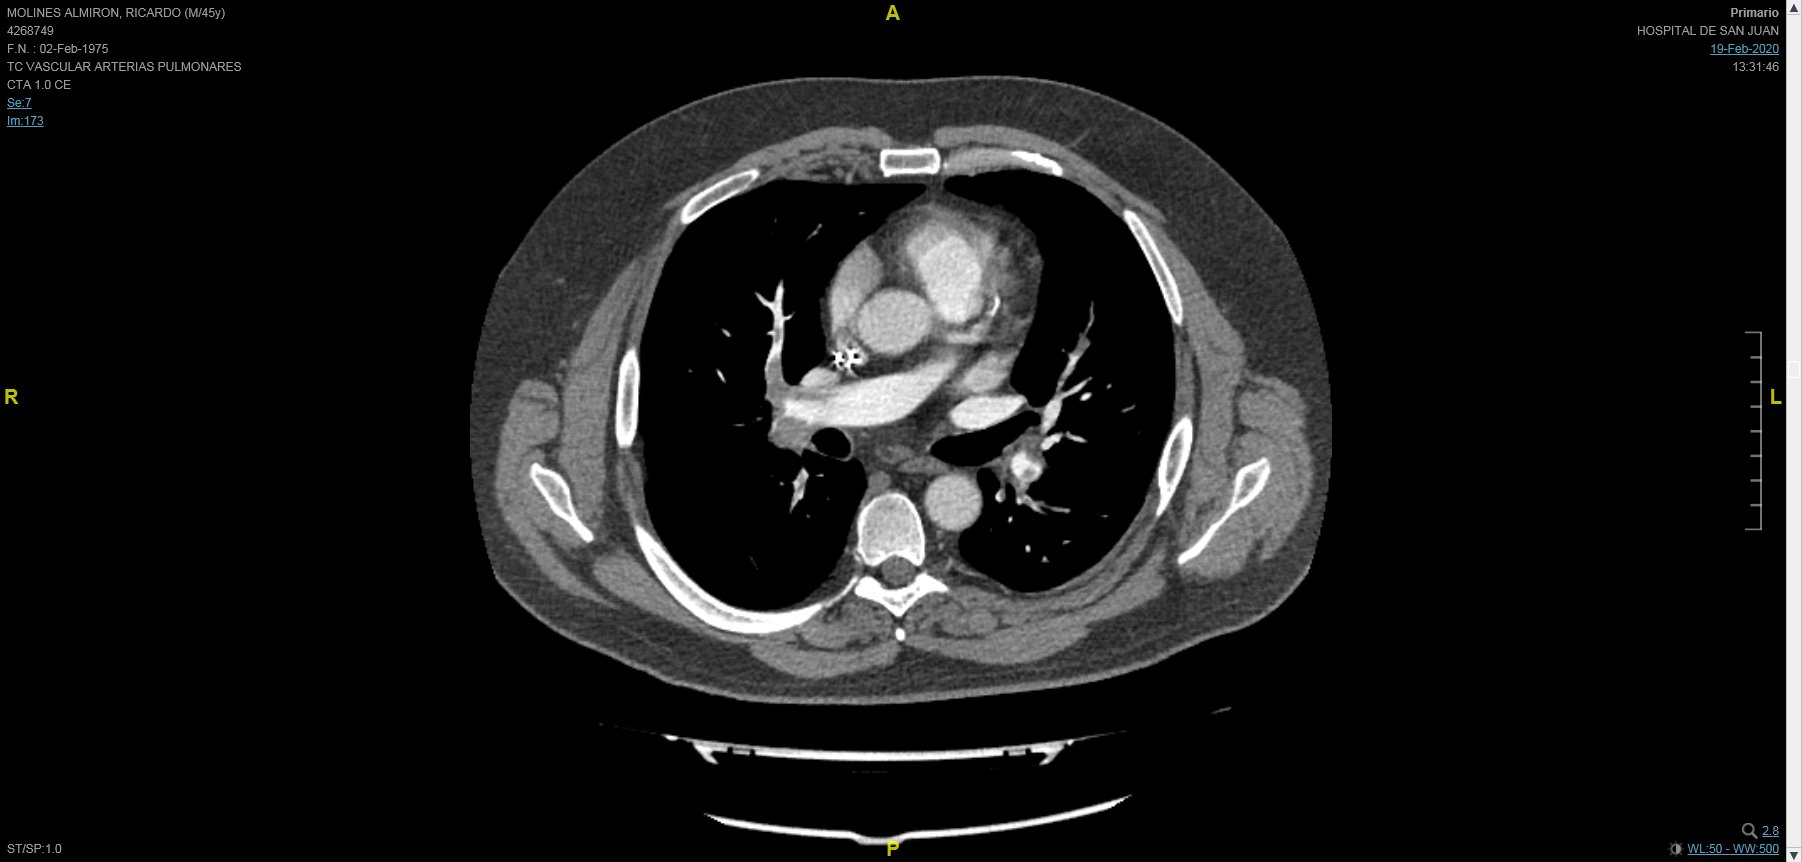 MOLINES ALMIRON, RICARDO (M/45y)
4268749
F.N. : 02-Feb-1975
TC VASCULAR ARTERIAS PULMONARES
CTA 1.0 CE
Se:7
Im:173
A
Primario
HOSPITAL DE SAN JUAN
19-Feb-2020
13:31:46
R
L
P
ST/SP:1.0
2.8
WL:50 - WW:500